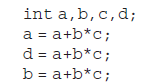 int a,b,c,d;
a = a+b*c;
d = a+b*c;
b = a+b*c;